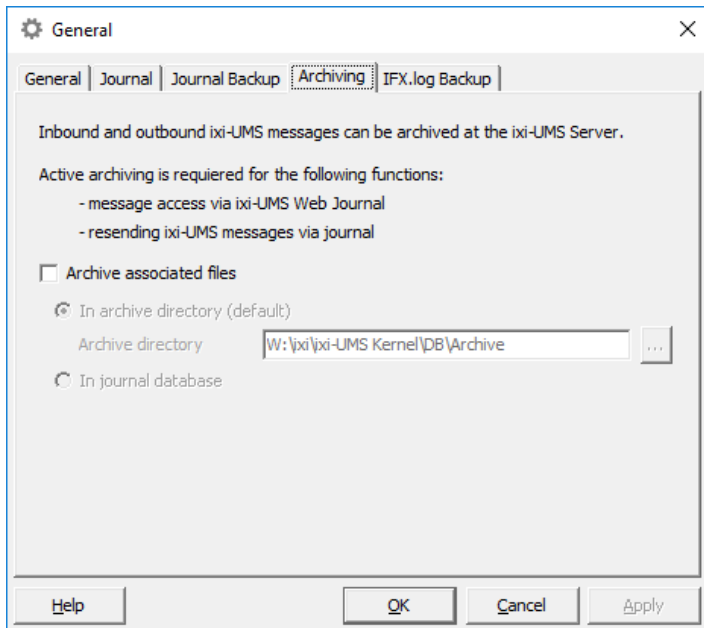 General
General Journal Journal Backup Archiving IFX.log Backup
Inbound and outbound ixi-UMS messages can be archived at the ixi-UMS Server.
Active archiving is requiered for the following functions:
- message access via ixi-UMS Web Journal
- resending ixi-UMS messages via journal
Archive associated files
In archive directory (default)
Archive directory W:\ixi\ixi-UMS Kernel\DB\Archive ...
In journal database
Help OK Cancel Apply